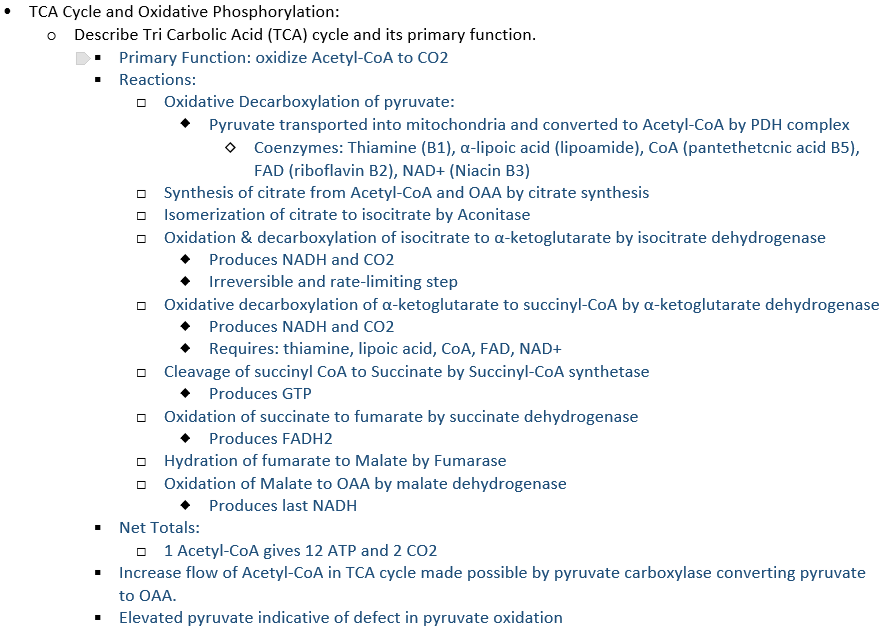 TCA Cycle and Oxidative Phosphorylation:
Describe Tri Carbolic Acid (TCA) cycle and its primary function.
Primary Function: oxidize Acetyl-CoA to CO2
Reactions:
Oxidative Decarboxylation of pyruvate:
Pyruvate transported into mitochondria and converted to Acetyl-CoA by PDH complex
Coenzymes: Thiamine (B1), α-lipoic acid (lipoamide), CoA (pantethetcnic acid B5),
FAD (riboflavin B2), NAD+ (Niacin B3)
Synthesis of citrate from Acetyl-CoA and OAA by citrate synthesis
Isomerization of citrate to isocitrate by Aconitase
Oxidation & decarboxylation of isocitrate to α-ketoglutarate by isocitrate dehydrogenase
Produces NADH and CO2
Irreversible and rate-limiting step
Oxidative decarboxylation of α-ketoglutarate to succinyl-CoA by α-ketoglutarate dehydrogenase
Produces NADH and CO2
Requires: thiamine, lipoic acid, CoA, FAD, NAD+
Cleavage of succinyl CoA to Succinate by Succinyl-CoA synthetase
Produces GTP
Oxidation of succinate to fumarate by succinate dehydrogenase
Produces FADH2
Hydration of fumarate to Malate by Fumarase
Oxidation of Malate to OAA by malate dehydrogenase
Produces last NADH
Net Totals:
1 Acetyl-CoA gives 12 ATP and 2 CO2
Increase flow of Acetyl-CoA in TCA cycle made possible by pyruvate carboxylase converting pyruvate
to OAA.
Elevated pyruvate indicative of defect in pyruvate oxidation